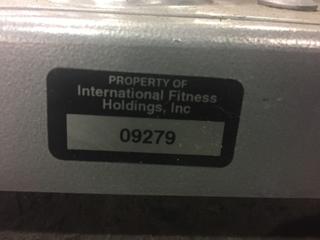 PROPERTY OF
International Fitness
Holdings, Inc
09279